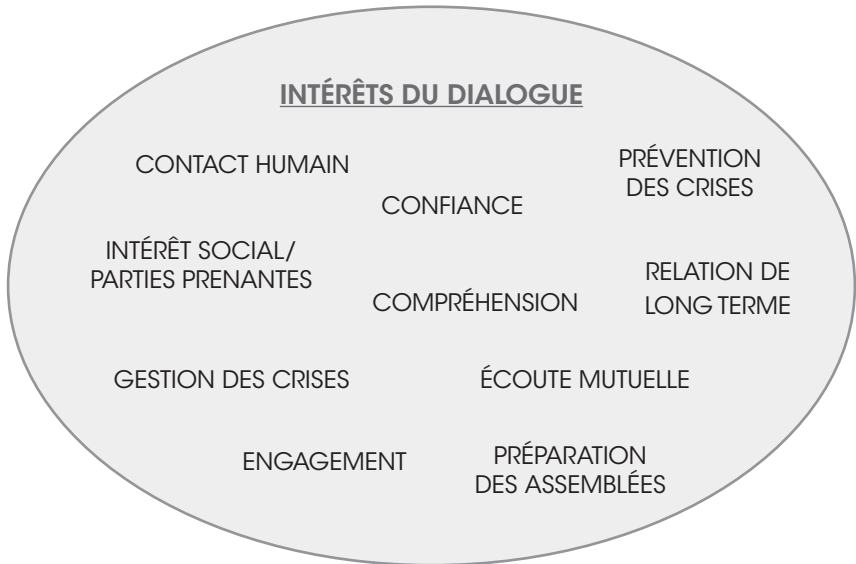 INTÉRÊTS DU DIALOGUE
CONTACT HUMAIN
PRÉVENTION
DES CRISES
CONFIANCE
INTÉRÊT SOCIAL/
PARTIES PRENANTES
RELATION DE
LONG TERME
COMPRÉHENSION
GESTION DES CRISES
ÉCOUTE MUTUELLE
ENGAGEMENT
PRÉPARATION
DES ASSEMBLÉES